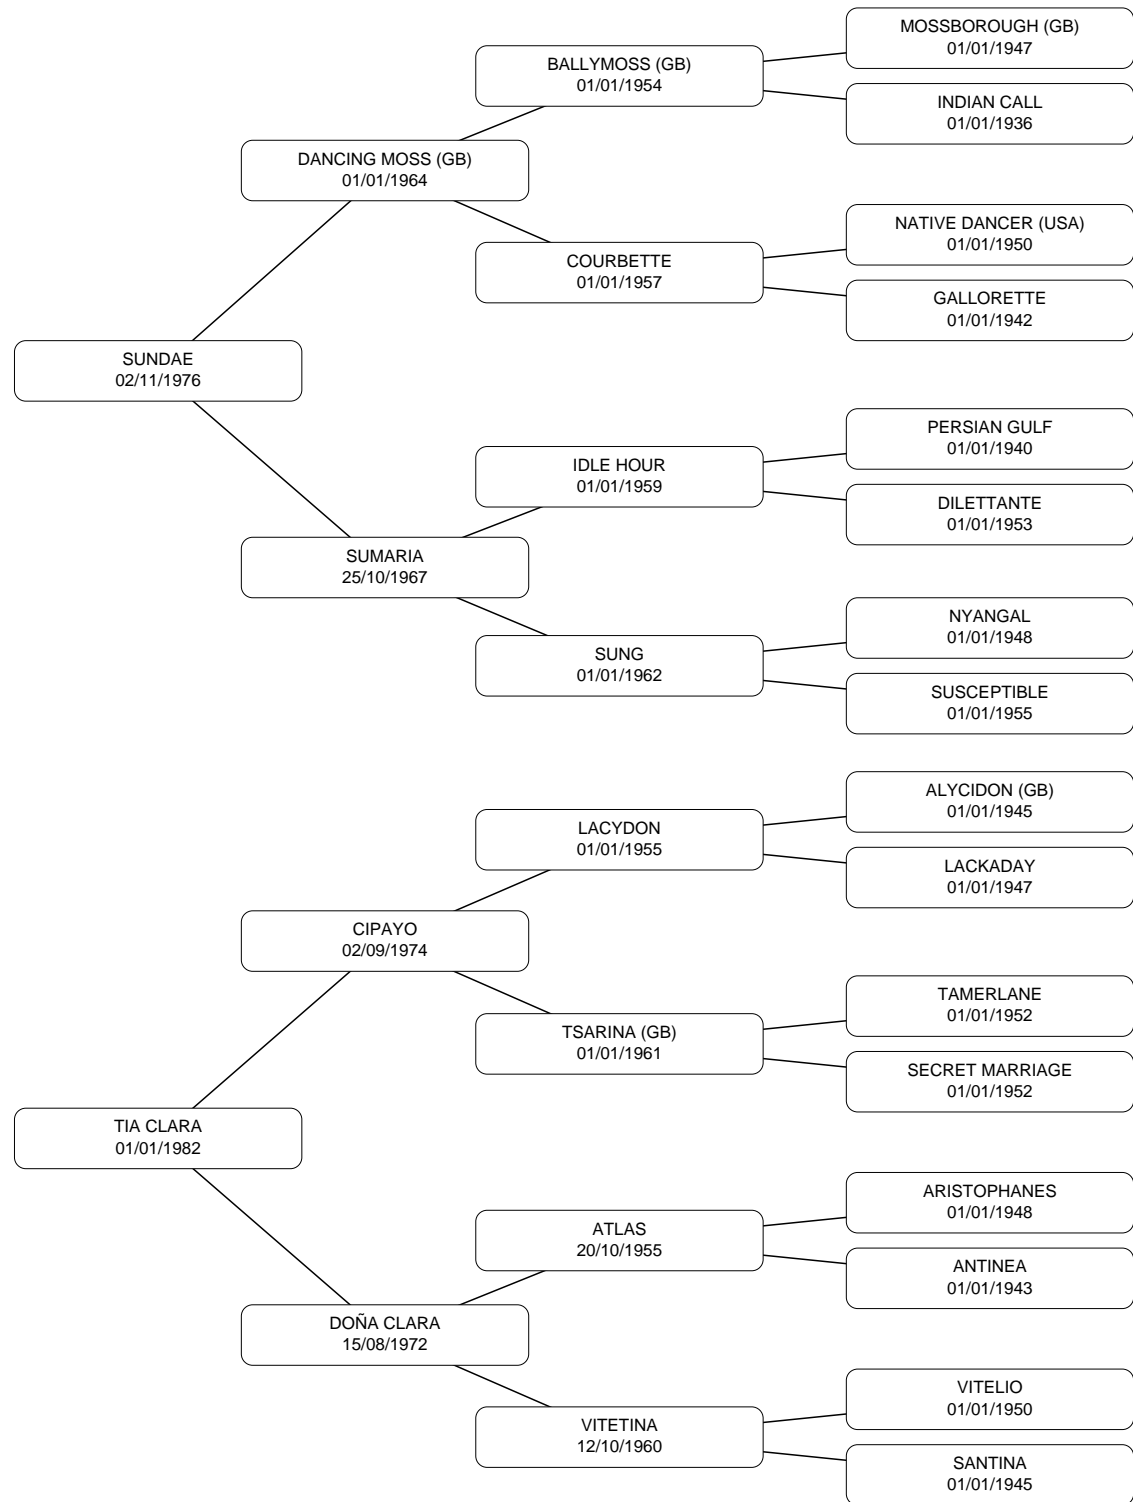 MOSSBOROUGH (GB)
01/01/1947
BALLYMOSS (GB)
01/01/1954
INDIAN CALL
01/01/1936
DANCING MOSS (GB)
01/01/1964
NATIVE DANCER (USA)
01/01/1950
COURBETTE
01/01/1957
GALLORETTE
01/01/1942
SUNDAE
02/11/1976
PERSIAN GULF
01/01/1940
IDLE HOUR
01/01/1959
DILETTANTE
01/01/1953
SUMARIA
25/10/1967
NYANGAL
01/01/1948
SUNG
01/01/1962
SUSCEPTIBLE
01/01/1955
ALYCIDON (GB)
01/01/1945
LACYDON
01/01/1955
LACKADAY
01/01/1947
CIPAYO
02/09/1974
TAMERLANE
01/01/1952
TSARINA (GB)
01/01/1961
SECRET MARRIAGE
01/01/1952
TIA CLARA
01/01/1982
ARISTOPHANES
01/01/1948
ATLAS
20/10/1955
ANTINEA
01/01/1943
DOÑA CLARA
15/08/1972
VITELIO
01/01/1950
VITETINA
12/10/1960
SANTINA
01/01/1945